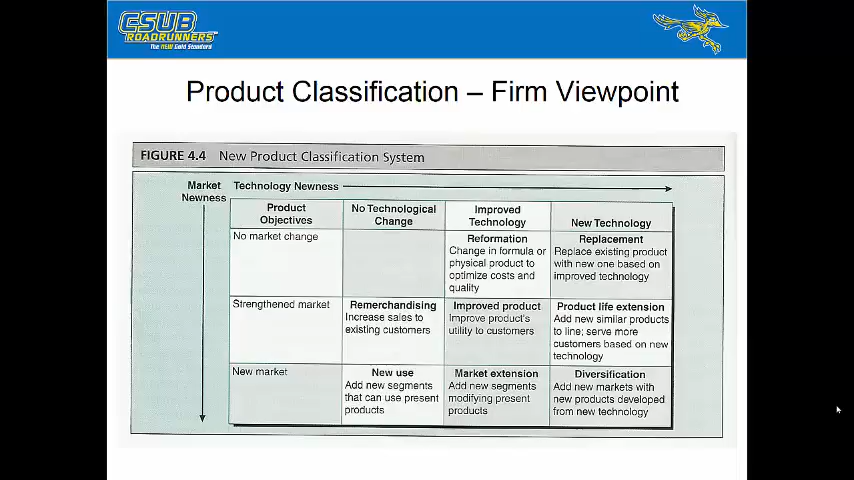 CSUB
ROADRUNNERS
The NEW Gold Standard
Product Classification – Firm Viewpoint
FIGURE 4.4 New Product Classification System
Market
Newness
Technology Newness
Product
Objectives
No Technological
Change
Improved
Technology
New Technology
No market change
Reformation
Change in formula or
physical product to
optimize costs and
quality
Replacement
Replace existing product
with new one based on
improved technology
Strengthened market
Remerchandising
Increase sales to
existing customers
Improved product
Improve product's
utility to customers
Product life extension
Add new similar products
to line; serve more
customers based on new
technology
New market
New use
Add new segments
that can use present
products
Market extension
Add new segments
modifying present
products
Diversification
Add new markets with
new products developed
from new technology